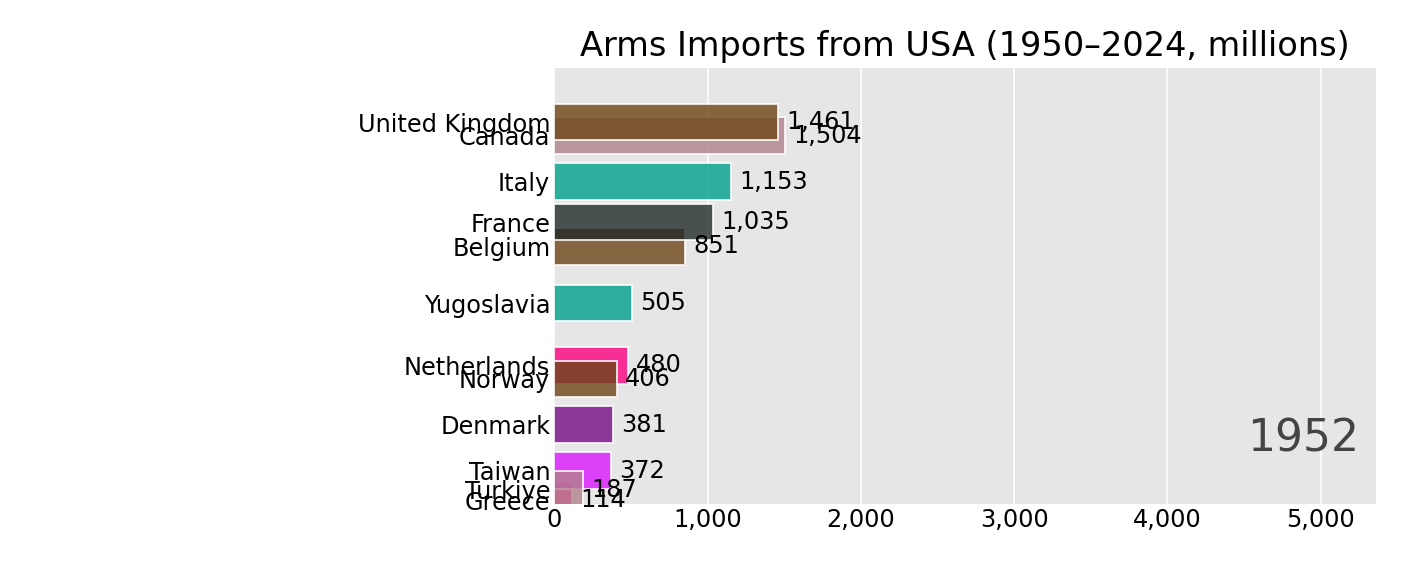 Arms Imports from USA (1950–2024, millions)
United Kingdom 1,461
Canada 1,504
Italy 1,153
France 1,035
Belgium 851
Yugoslavia 505
Netherlands 480
Norway 406
Denmark 381
1952
Taiwan 372
Türkiye 187
Greece 114
0 1,000 2,000 3,000 4,000 5,000